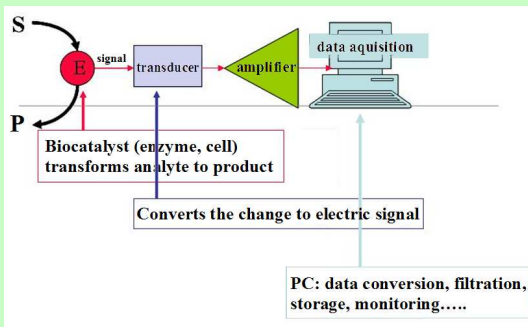 S
E
signal
transducer
amplifier
data aquisition
P
Biocatalyst (enzyme, cell)
transforms analyte to product
Converts the change to electric signal
PC: data conversion, filtration,
storage, monitoring.....